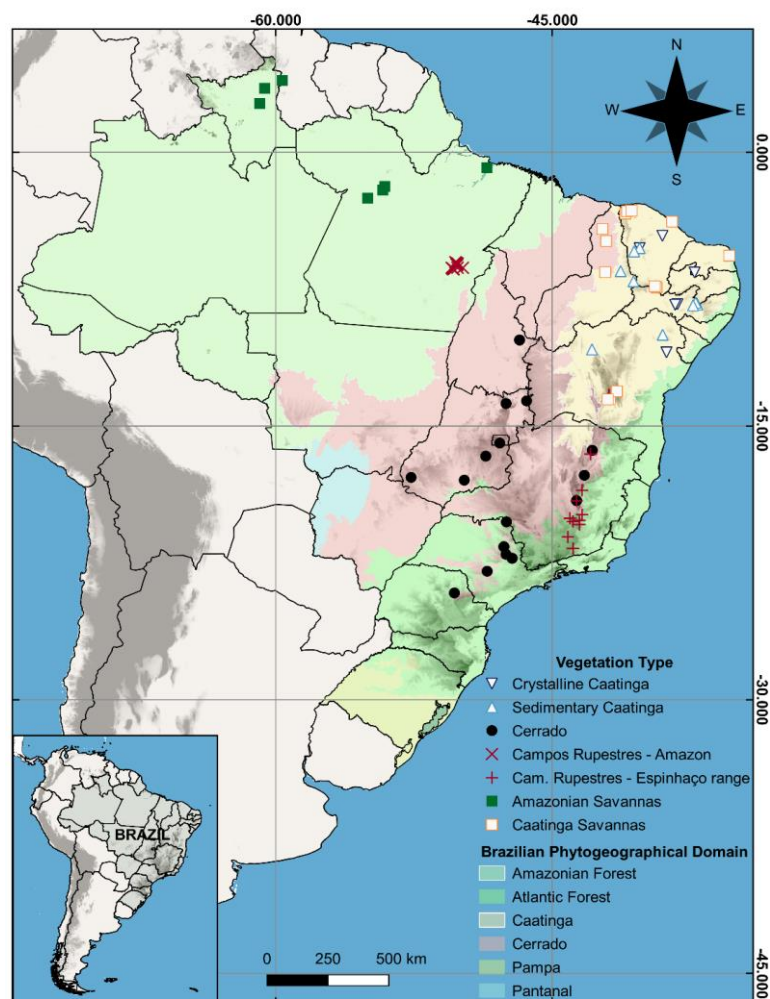 -60.000 -45.000
N
W E
S
0.000
-15.000
-30.000
-45.000
Vegetation Type
Crystalline Caatinga
Sedimentary Caatinga
Cerrado
Campos Rupestres - Amazon
Cam. Rupestres - Espinhaço range
Amazonian Savannas
Caatinga Savannas
Brazilian Phytogeographical Domain
Amazonian Forest
Atlantic Forest
Caatinga
Cerrado
Pampa
Pantanal
BRAZIL
0 250 500 km